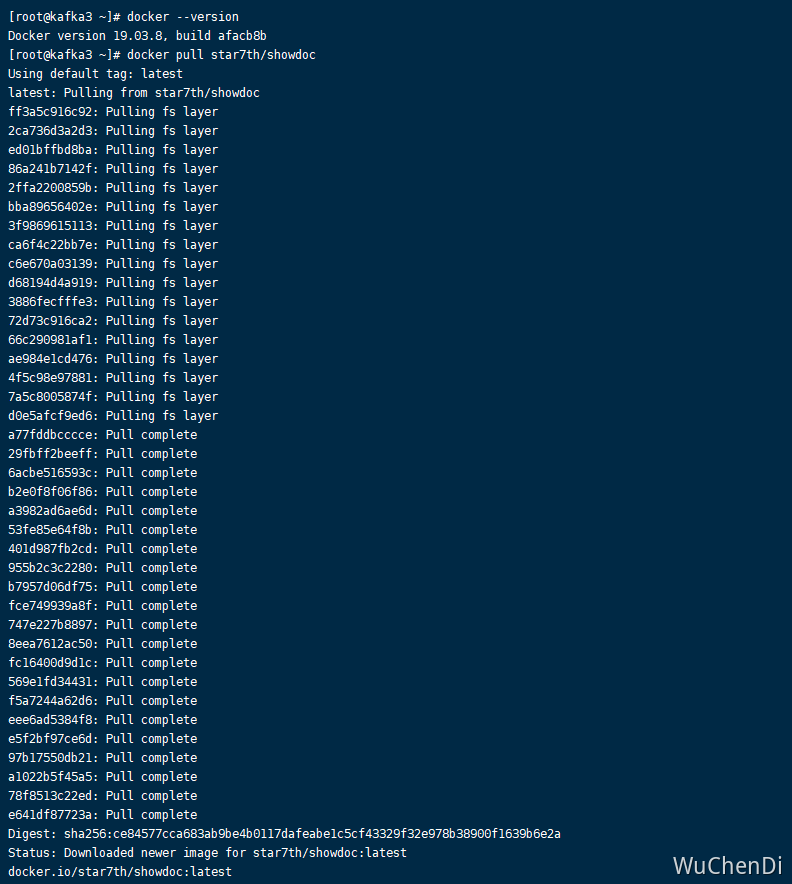 [root@kafka3 ~]# docker --version
Docker version 19.03.8, build afacb8b
[root@kafka3 ~]# docker pull star7th/showdoc
Using default tag: latest
latest: Pulling from star7th/showdoc
ff3a5c916c92: Pulling fs layer
2ca736d3a2d3: Pulling fs layer
ed01bffbd8ba: Pulling fs layer
86a241b7142f: Pulling fs layer
2ffa2200859b: Pulling fs layer
bba89656402e: Pulling fs layer
3f9869615113: Pulling fs layer
ca6f4c22bb7e: Pulling fs layer
c6e670a03139: Pulling fs layer
d68194d4a919: Pulling fs layer
3886fecfffe3: Pulling fs layer
72d73c916ca2: Pulling fs layer
66c290981af1: Pulling fs layer
ae984e1cd476: Pulling fs layer
4f5c98e97881: Pulling fs layer
7a5c8005874f: Pulling fs layer
d0e5afcf9ed6: Pulling fs layer
a77fddbcccce: Pull complete
29fbff2beeff: Pull complete
6acbe516593c: Pull complete
b2e0f8f06f86: Pull complete
a3982ad6ae6d: Pull complete
53fe85e64f8b: Pull complete
401d987fb2cd: Pull complete
955b2c3c2280: Pull complete
b7957d06df75: Pull complete
fce749939a8f: Pull complete
747e227b8897: Pull complete
8eea7612ac50: Pull complete
fc16400d9d1c: Pull complete
569e1fd34431: Pull complete
f5a7244a62d6: Pull complete
eee6ad5384f8: Pull complete
e5f2bf97ce6d: Pull complete
97b17550db21: Pull complete
a1022b5f45a5: Pull complete
78f8513c22ed: Pull complete
e641df87723a: Pull complete
Digest: sha256:ce84577cca683ab9be4b0117dafeabe1c5cf43329f32e978b38900f1639b6e2a
Status: Downloaded newer image for star7th/showdoc:latest
docker.io/star7th/showdoc:latest
WuChenDi